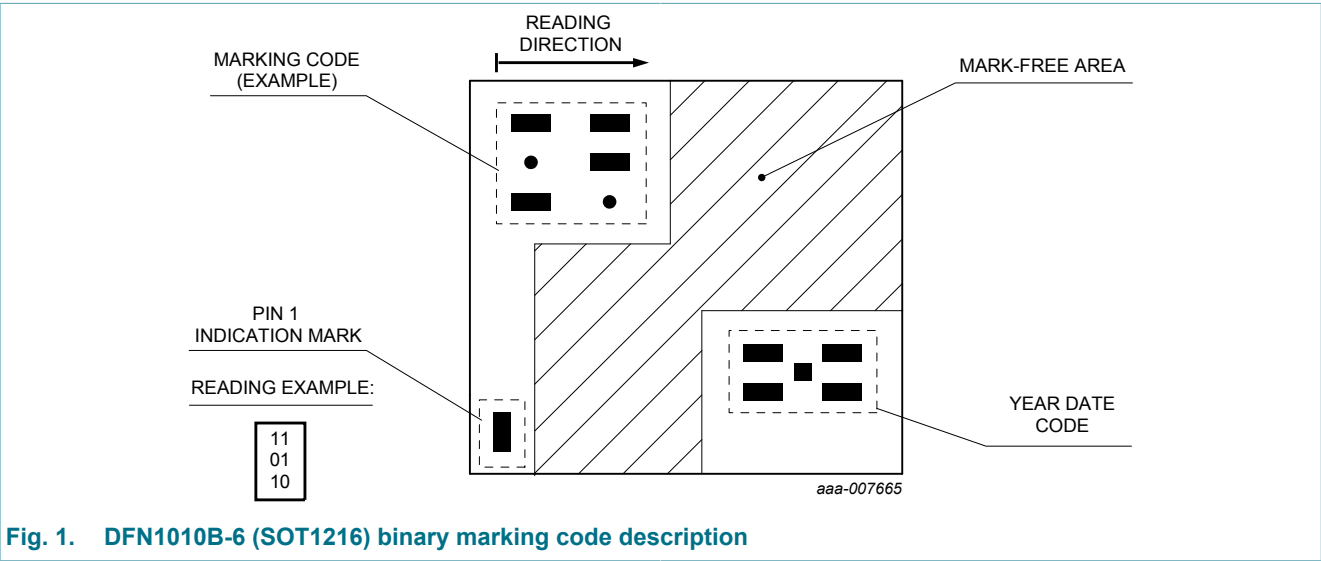 READING
DIRECTION
MARKING CODE
(EXAMPLE)
MARK-FREE AREA
PIN 1
INDICATION MARK
READING EXAMPLE:
11
01
10
YEAR DATE
CODE
aaa-007665
Fig. 1. DFN1010B-6 (SOT1216) binary marking code description